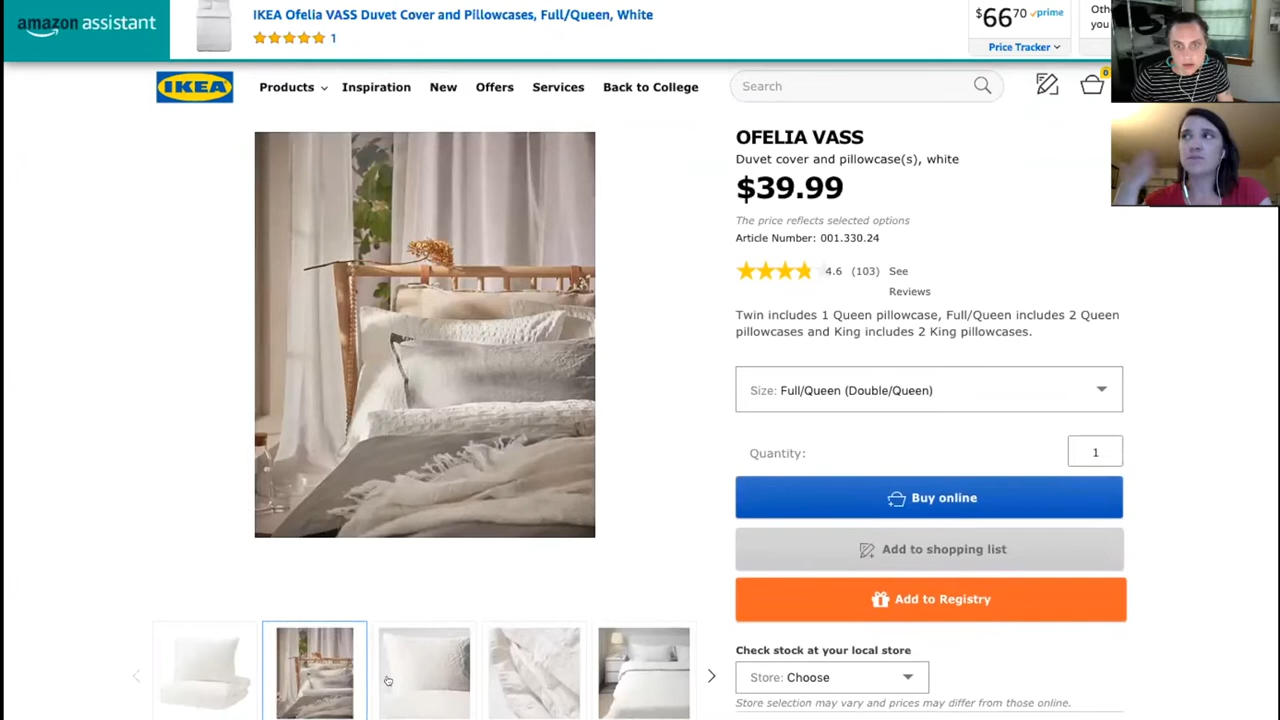 amazon assistant
IKEA Ofelia VASS Duvet Cover and Pillowcases, Full/Queen, White
1
$66 70 prime
Price Tracker
Othe
you
IKEA
Products
Inspiration
New
Offers
Services
Back to College
Search
0
OFELIA VASS
Duvet cover and pillowcase(s), white
$39.99
The price reflects selected options
Article Number: 001.330.24
4.6 (103) See
Reviews
Twin includes 1 Queen pillowcase, Full/Queen includes 2 Queen
pillowcases and King includes 2 King pillowcases.
Size: Full/Queen (Double/Queen)
Quantity:
1
Buy online
Add to shopping list
Add to Registry
Check stock at your local store
Store: Choose
Store selection may vary and prices may differ from those online.